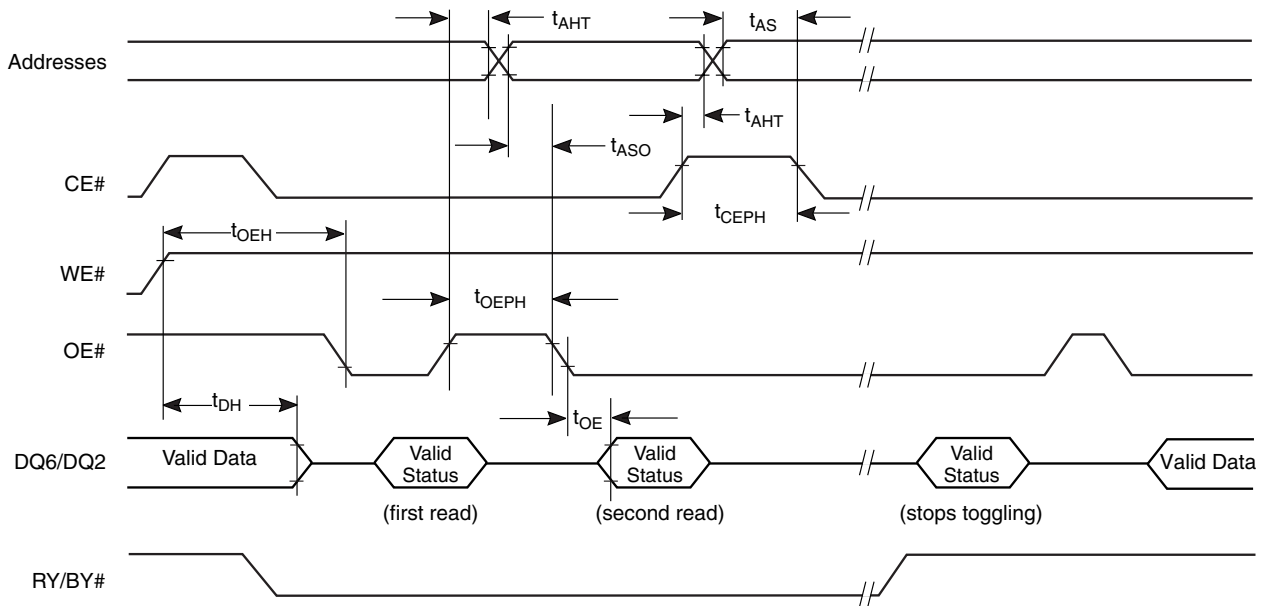 tAHT
tAS
Addresses
tAHT
tASO
CE#
tCEPH
tOEH
WE#
tOEPH
OE#
tDH
tOE
DQ6/DQ2
Valid Data
Valid
Status
Valid
Status
Valid
Status
Valid Data
(first read)
(second read)
(stops toggling)
RY/BY#